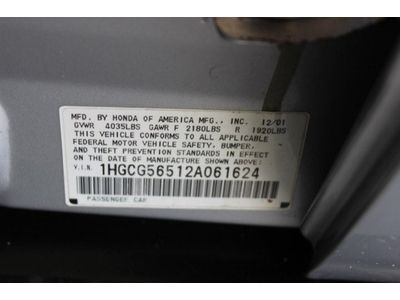 MFD. BY HONDA OF AMERICA MFG., INC. 12/01
GVWR 4035LBS GAWR F 2180LBS R 1920LBS
THIS VEHICLE CONFORMS TO ALL APPLICABLE
FEDERAL MOTOR VEHICLE SAFETY, BUMPER,
AND THEFT PREVENTION STANDARDS IN EFFECT
ON THE DATE OF MANUFACTURE SHOWN ABOVE.
V.I.N. 1HGCG56512A061624
PASSENGER CAR